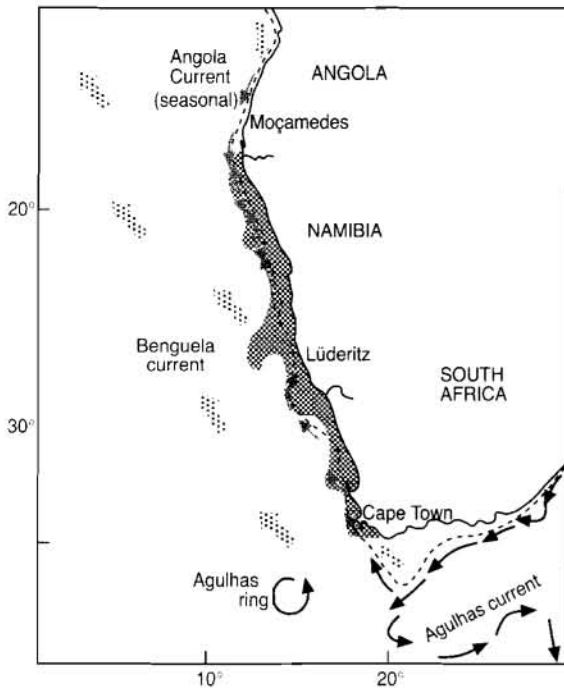 Angola
Current
(seasonal)
ANGOLA
Moçamedes
20°
NAMIBIA
Benguela
current
Lüderitz
SOUTH
AFRICA
30°
Cape Town
Agulhas
ring
Agulhas current
10°
20°